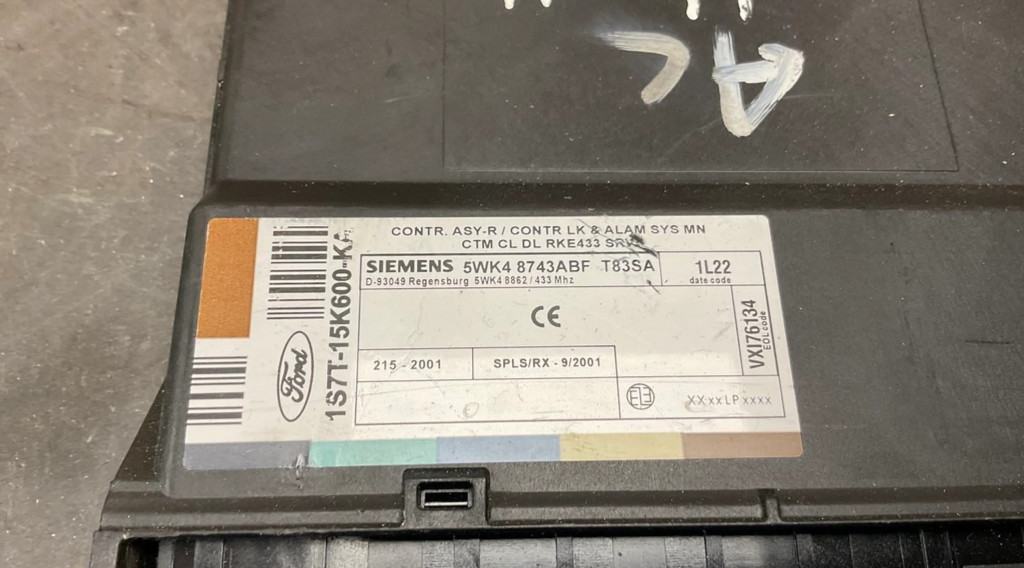 CONTR. ASY-R / CONTR LK & ALAM SYS MN
CTM CL DL RKE433 SRV
SIEMENS 5WK4 8743ABF T83SA
D-93049 Regensburg 5WK4 8862 / 433 Mhz
1L22
date code
CE
VXI76134
EOL code
215 - 2001
SPLS/RX - 9/2001
XXxxLPxxxx
Ford
1S7T-15K600-KA